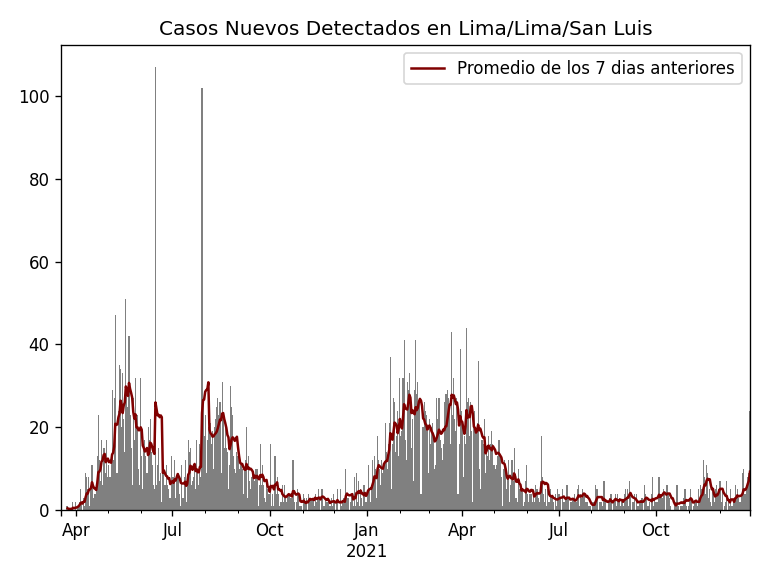 Casos Nuevos Detectados en Lima/Lima/San Luis
Promedio de los 7 dias anteriores
100
80
60
40
20
0
Apr
Jul
Oct
Jan
2021
Apr
Jul
Oct